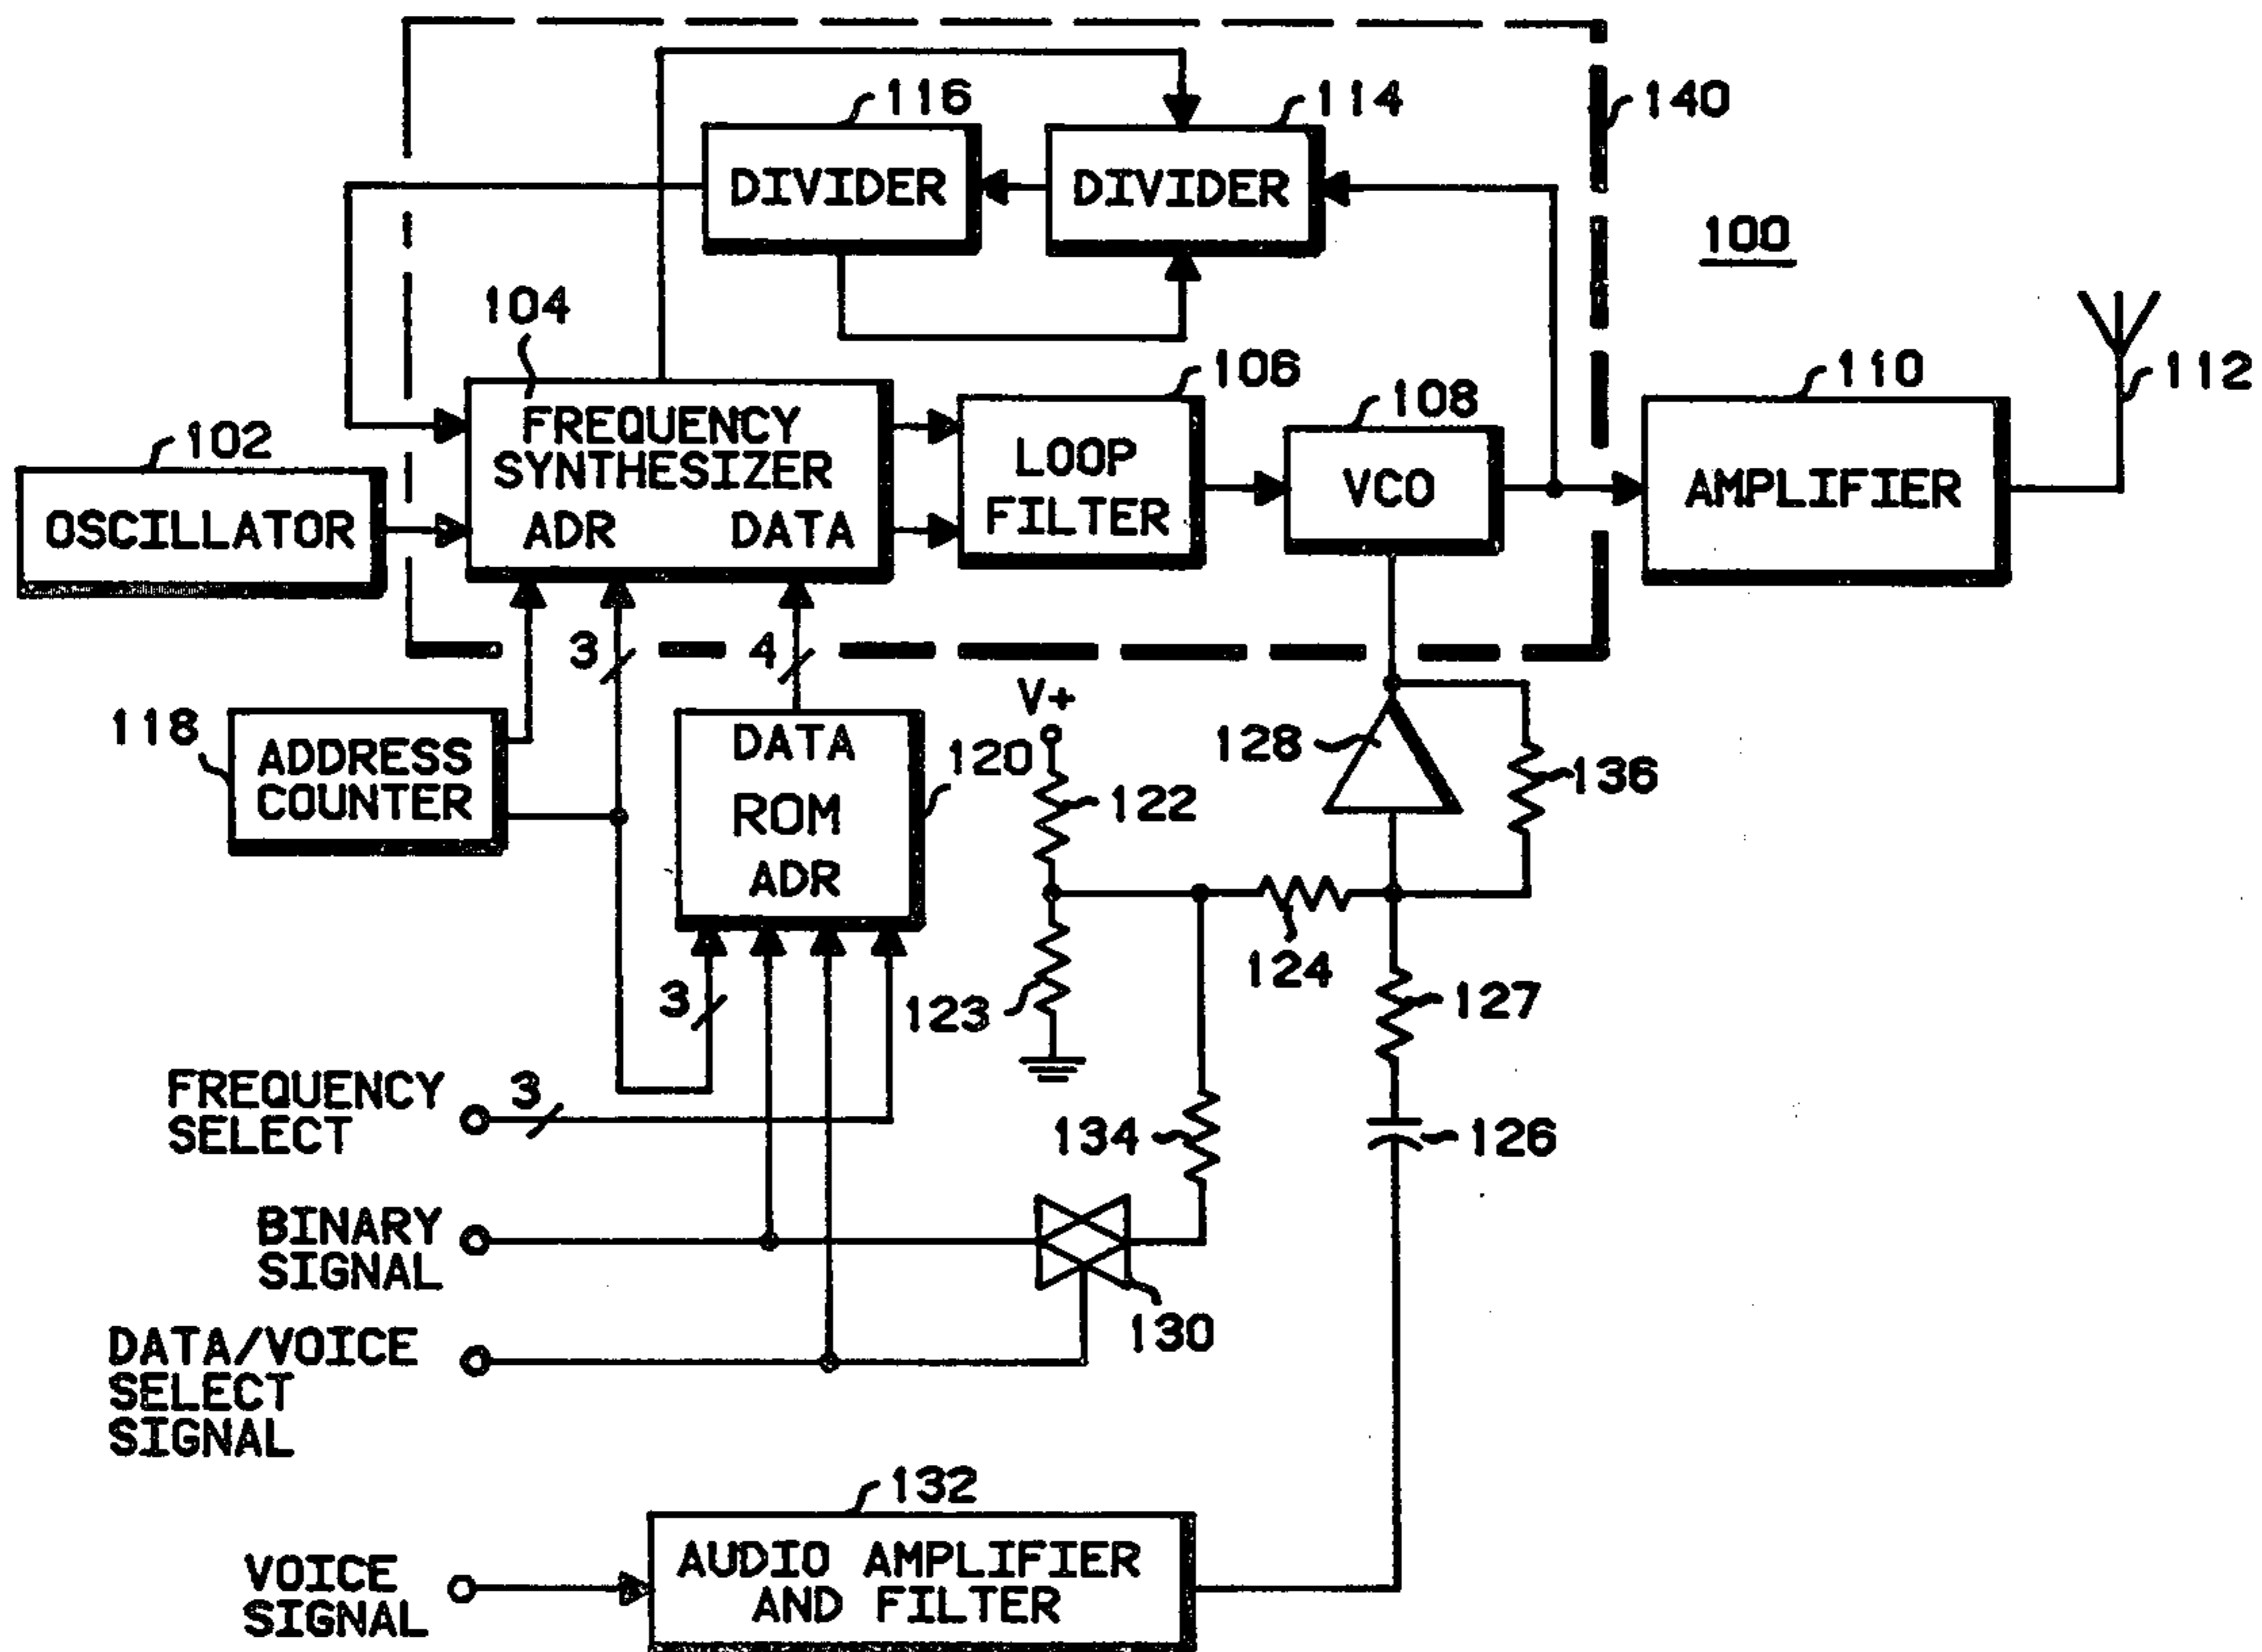 116
114
140
DIVIDER
DIVIDER
100
104
106
108
110
112
102
FREQUENCY
SYNTHESIZER
ADR DATA
LOOP
FILTER
VCO
AMPLIFIER
OSCILLATOR
3
4
V+
118
ADDRESS
COUNTER
DATA
ROM
ADR
120
122
128
136
3
123
124
127
FREQUENCY
SELECT
3
134
126
BINARY
SIGNAL
130
DATA/VOICE
SELECT
SIGNAL
132
VOICE
SIGNAL
AUDIO AMPLIFIER
AND FILTER